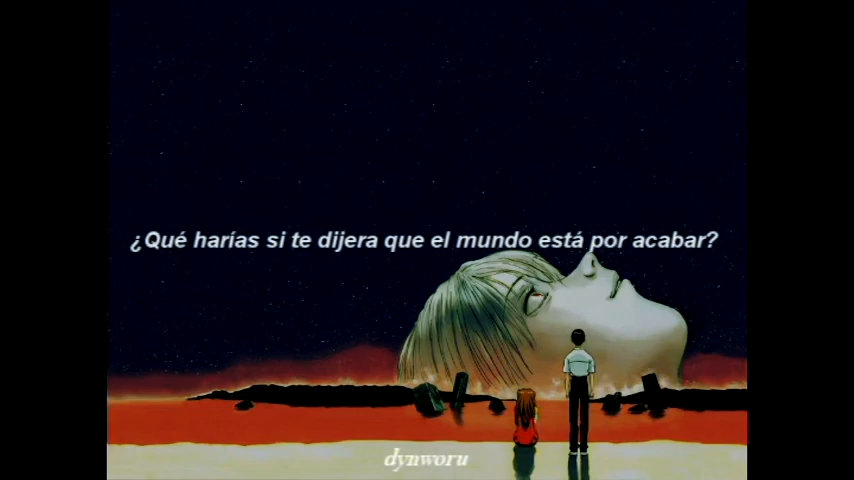 ¿Qué harías si te dijera que el mundo está por acabar?
dynworu